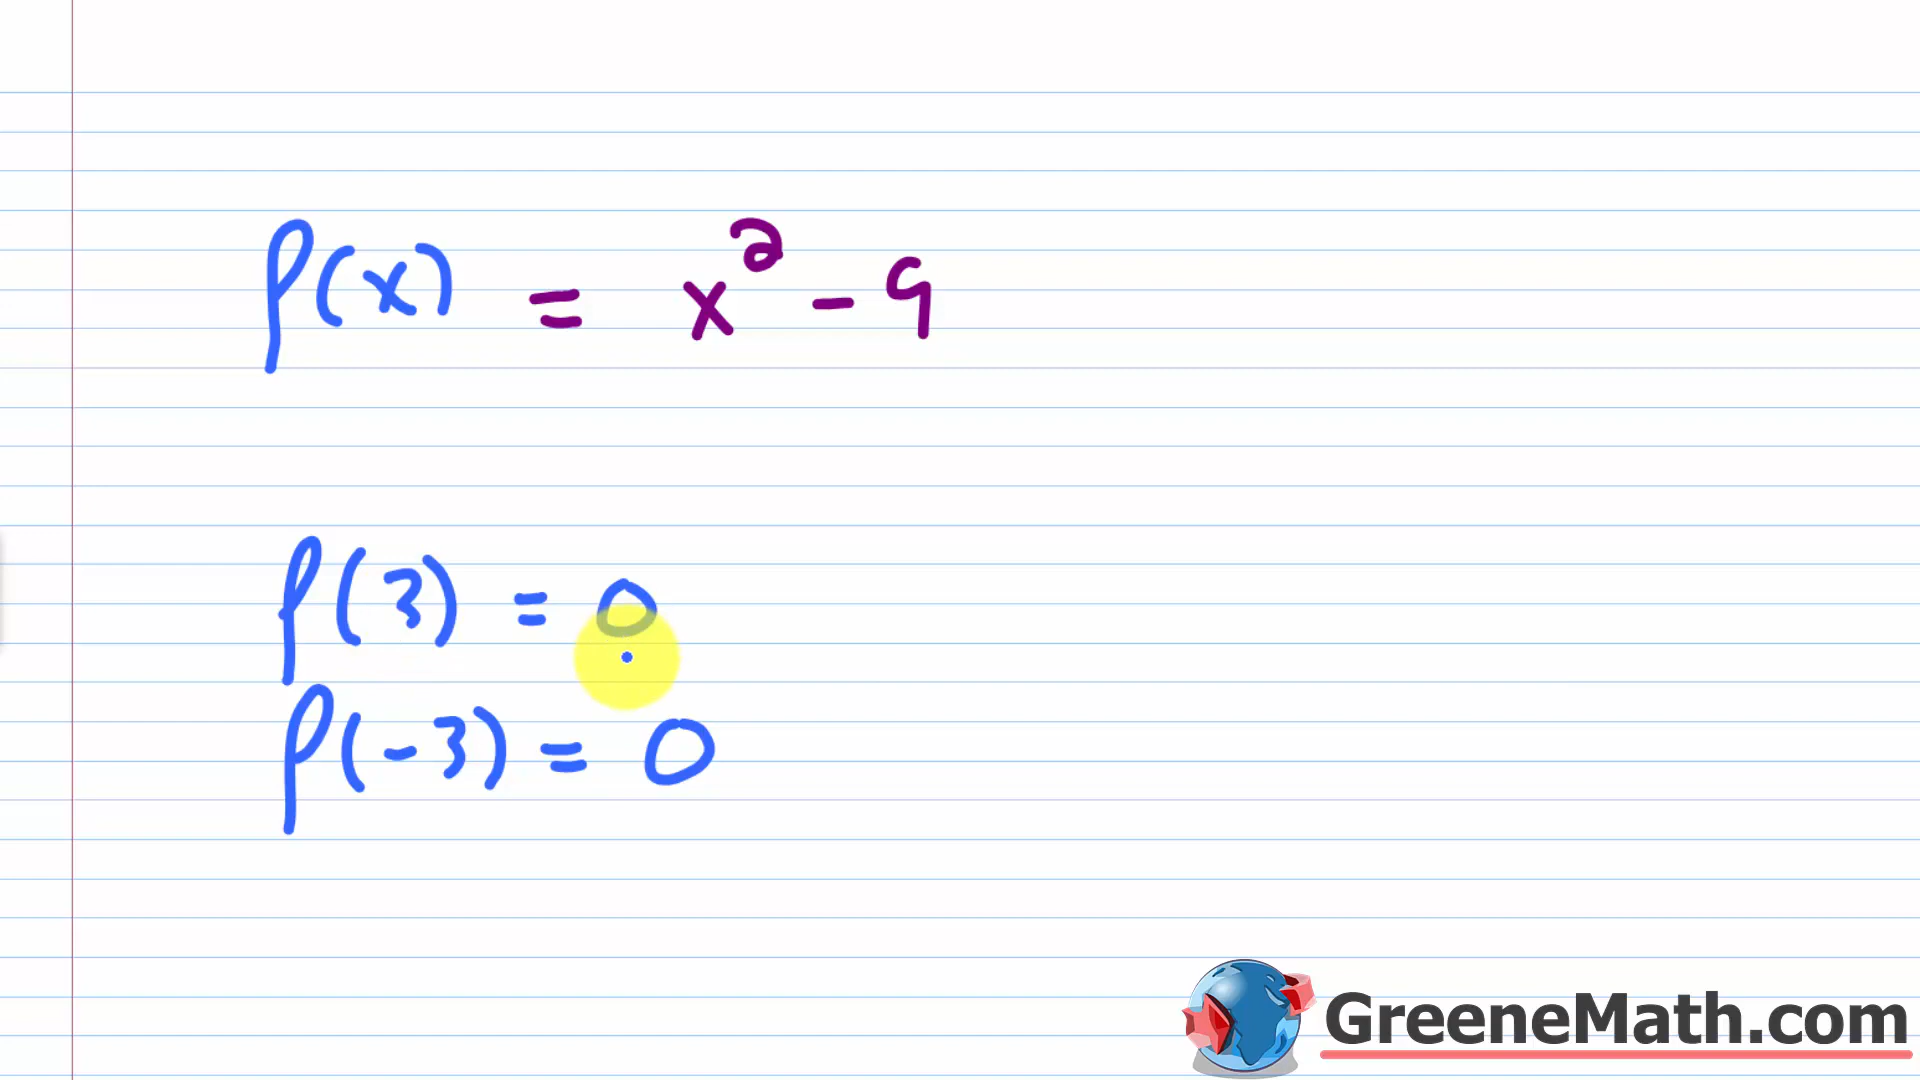 P(x) = x² - 9
P(3) = 0
P(-3) = 0
GreeneMath.com